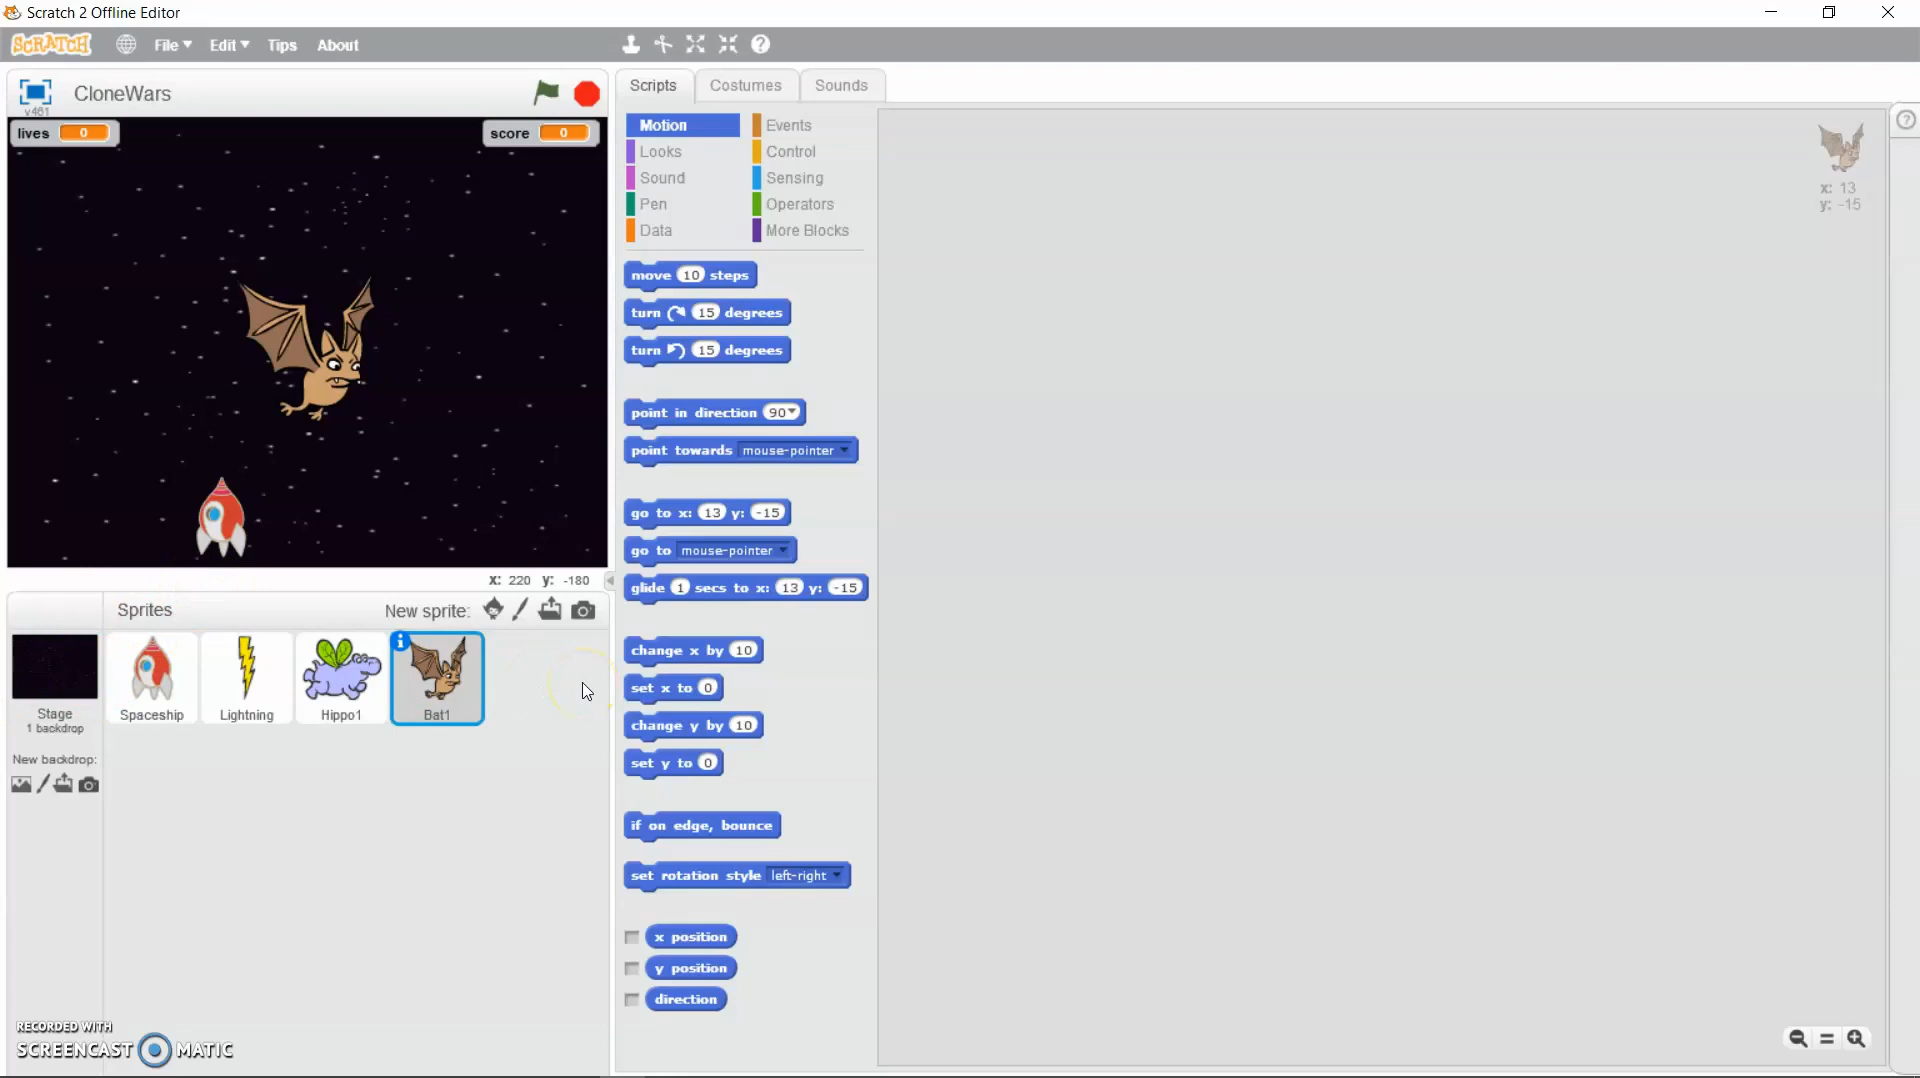 Scratch 2 Offline Editor
SCRATCH File Edit Tips About
CloneWars
v461
lives 0
score 0
x: 220 y: -180
Sprites New sprite:
Stage
1 backdrop
New backdrop:
Spaceship
Lightning
Hippo1
Bat1
RECORDED WITH
SCREENCAST MATIC
Scripts Costumes Sounds
Motion Events
Looks Control
Sound Sensing
Pen Operators
Data More Blocks
move 10 steps
turn 15 degrees
turn 15 degrees
point in direction 90
point towards mouse-pointer
go to x: 13 y: -15
go to mouse-pointer
glide 1 secs to x: 13 y: -15
change x by 10
set x to 0
change y by 10
set y to 0
if on edge, bounce
set rotation style left-right
x position
y position
direction
x: 13
y: -15